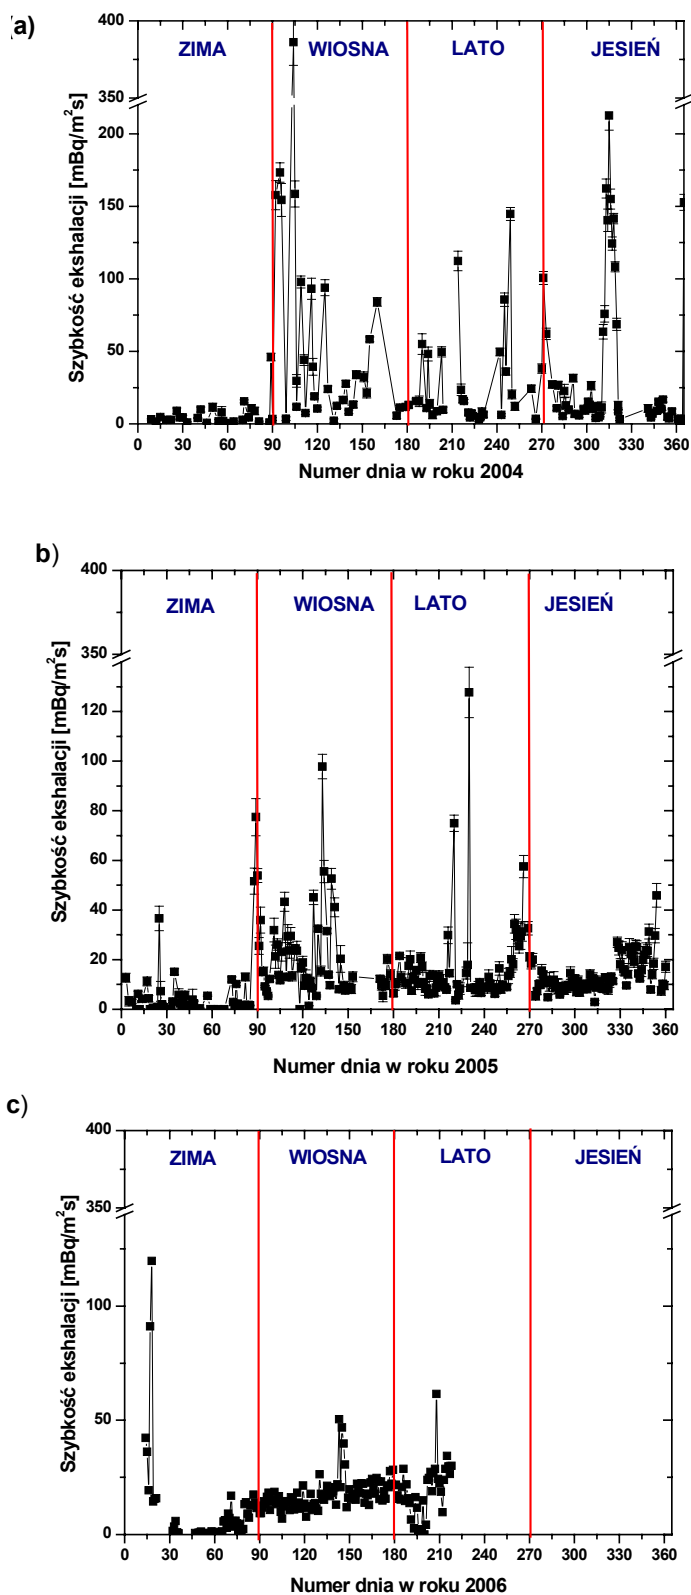 (a)
400
350
200
150
100
50
0
Szybkość ekshalacji [mBq/m²s]
ZIMA WIOSNA LATO JESIEŃ
0 30 60 90 120 150 180 210 240 270 300 330 360
Numer dnia w roku 2004
b)
400
350
120
100
80
60
40
20
0
Szybkość ekshalacji [mBq/m²s]
ZIMA WIOSNA LATO JESIEŃ
0 30 60 90 120 150 180 210 240 270 300 330 360
Numer dnia w roku 2005
c)
400
350
100
50
0
Szybkość ekshalacji [mBq/m²s]
ZIMA WIOSNA LATO JESIEŃ
0 30 60 90 120 150 180 210 240 270 300 330 360
Numer dnia w roku 2006